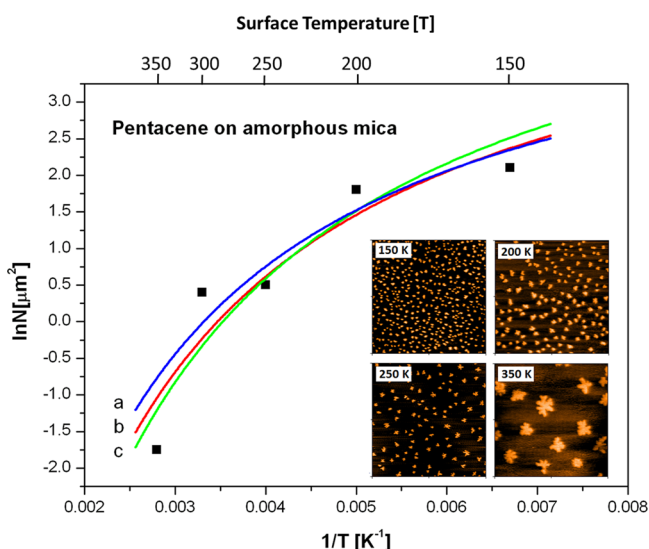 Surface Temperature [T]
350 300 250 200 150
3.0
2.5
2.0
1.5
1.0
0.5
0.0
-0.5
-1.0
-1.5
-2.0
lnN[μm²]
Pentacene on amorphous mica
150 K 200 K
250 K 350 K
a
b
c
0.002 0.003 0.004 0.005 0.006 0.007 0.008
1/T [K⁻¹]